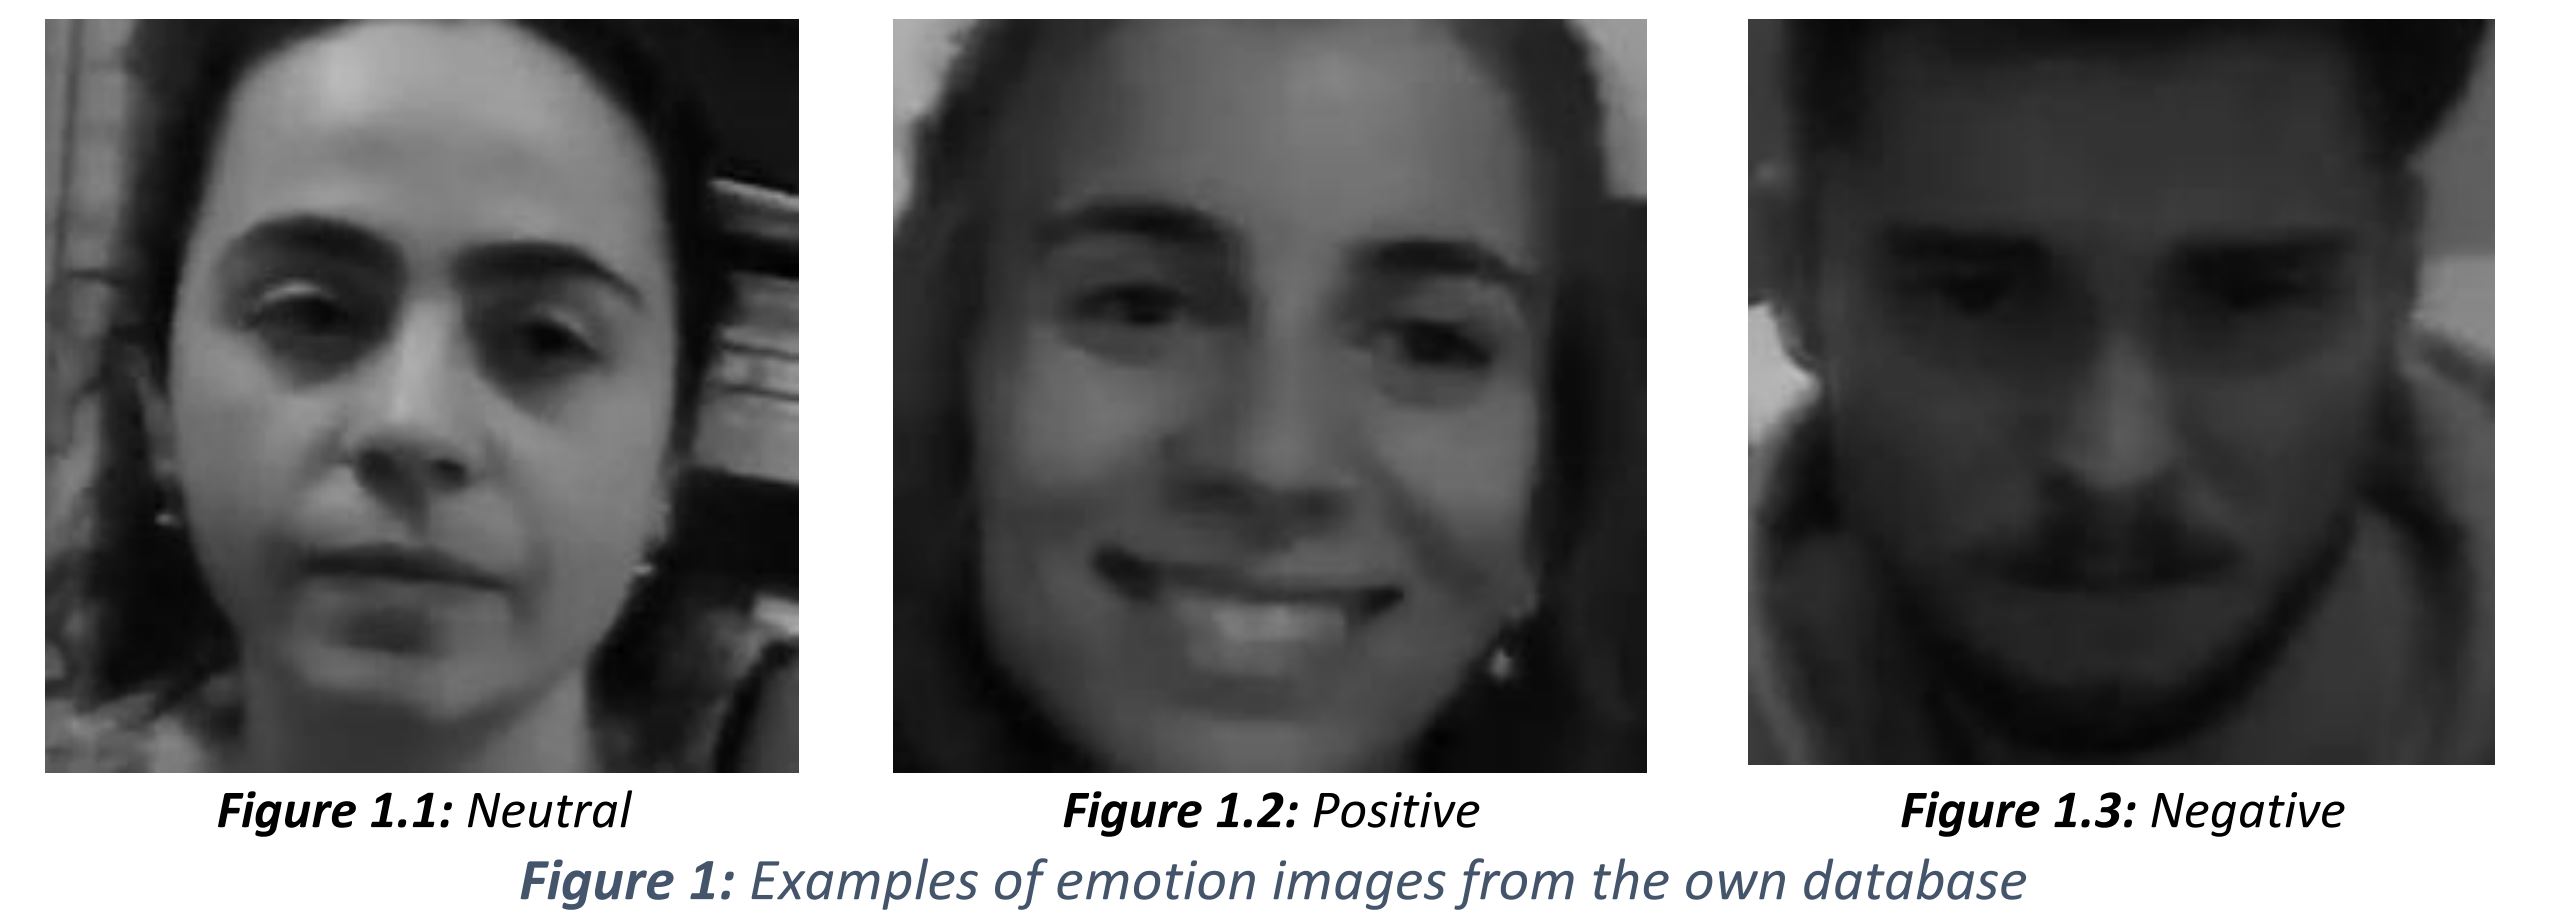 Figure 1.1: Neutral
Figure 1.2: Positive
Figure 1.3: Negative
Figure 1: Examples of emotion images from the own database